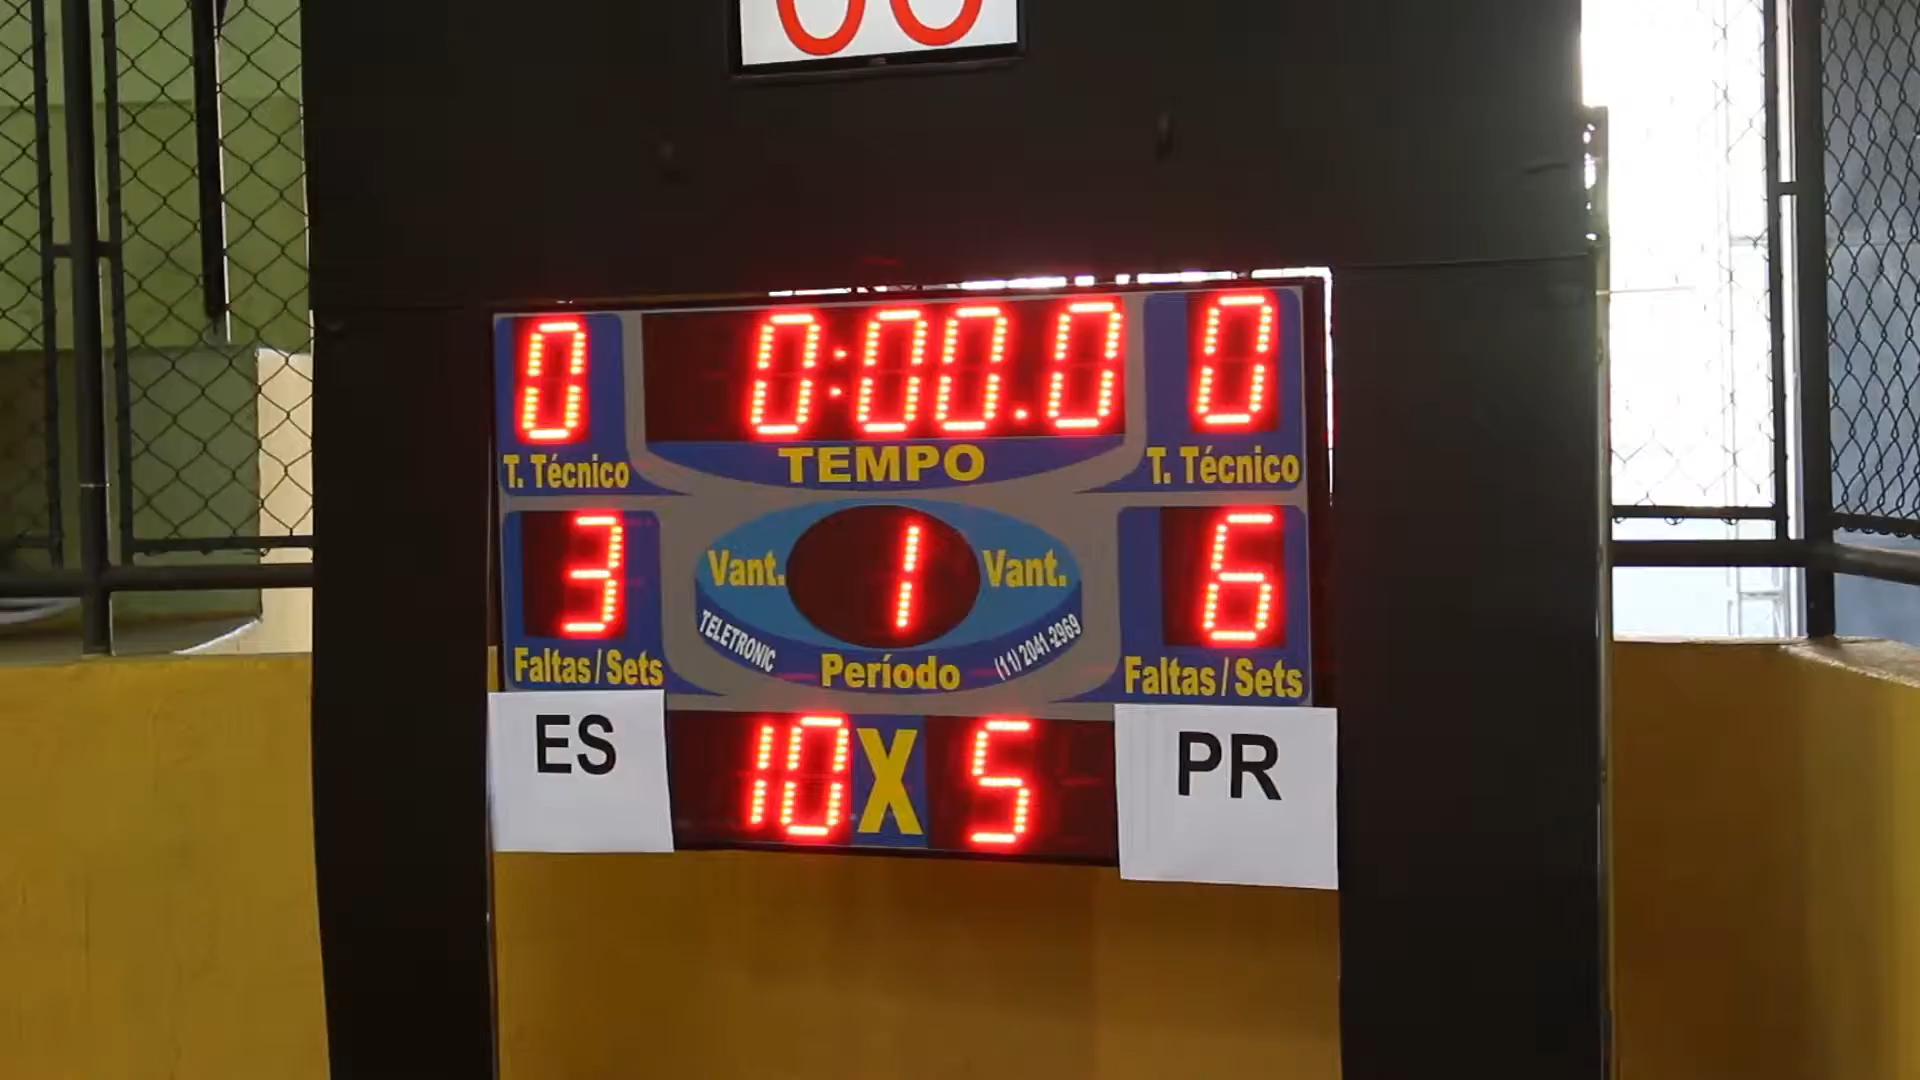 0 0:00.0 0
T. Técnico TEMPO T. Técnico
3 Vant. 1 Vant. 6
TELETRONIC (11) 2041-2969
Faltas/Sets Período Faltas/Sets
ES 10 X 5 PR